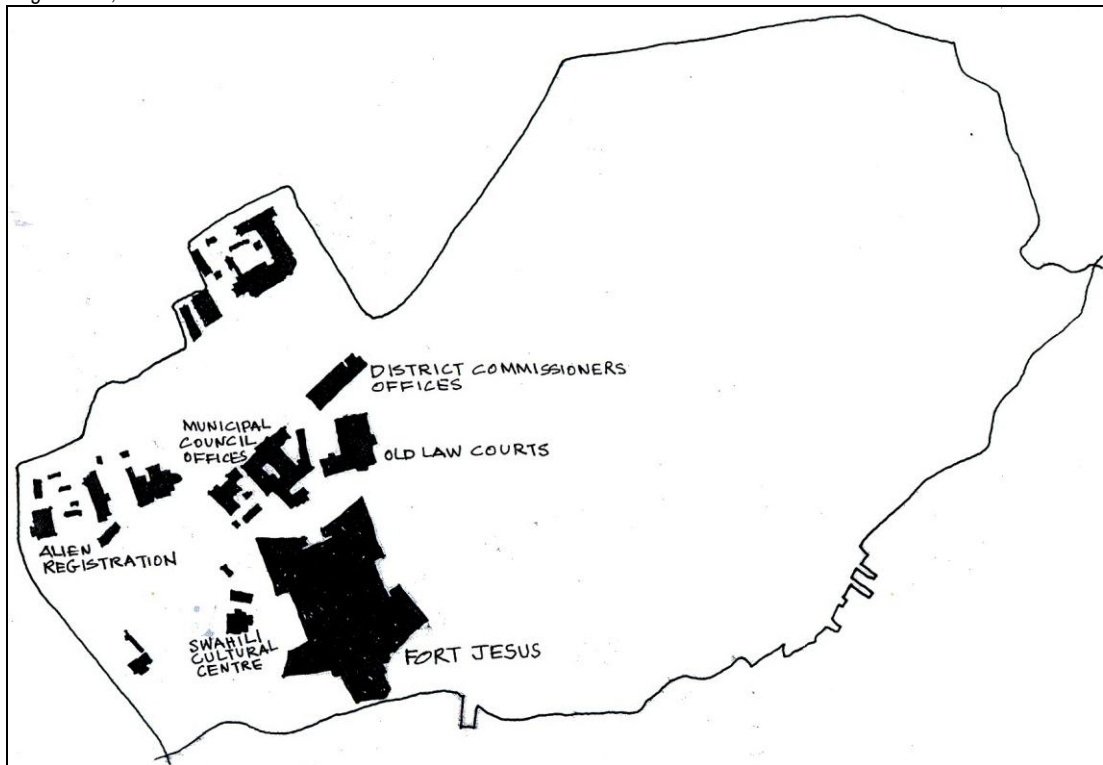 DISTRICT COMMISSIONERS
OFFICES
MUNICIPAL
COUNCIL
OFFICES
OLD LAW COURTS
ALIEN
REGISTRATION
SWAHILI
CULTURAL
CENTRE
FORT JESUS